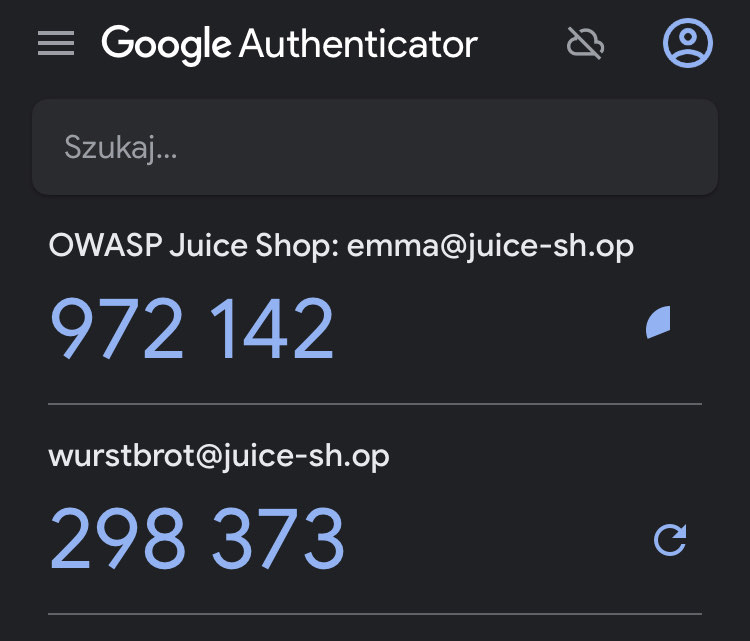 Google Authenticator
Szukaj...
OWASP Juice Shop: emma@juice-sh.op
972 142
wurstbrot@juice-sh.op
298 373